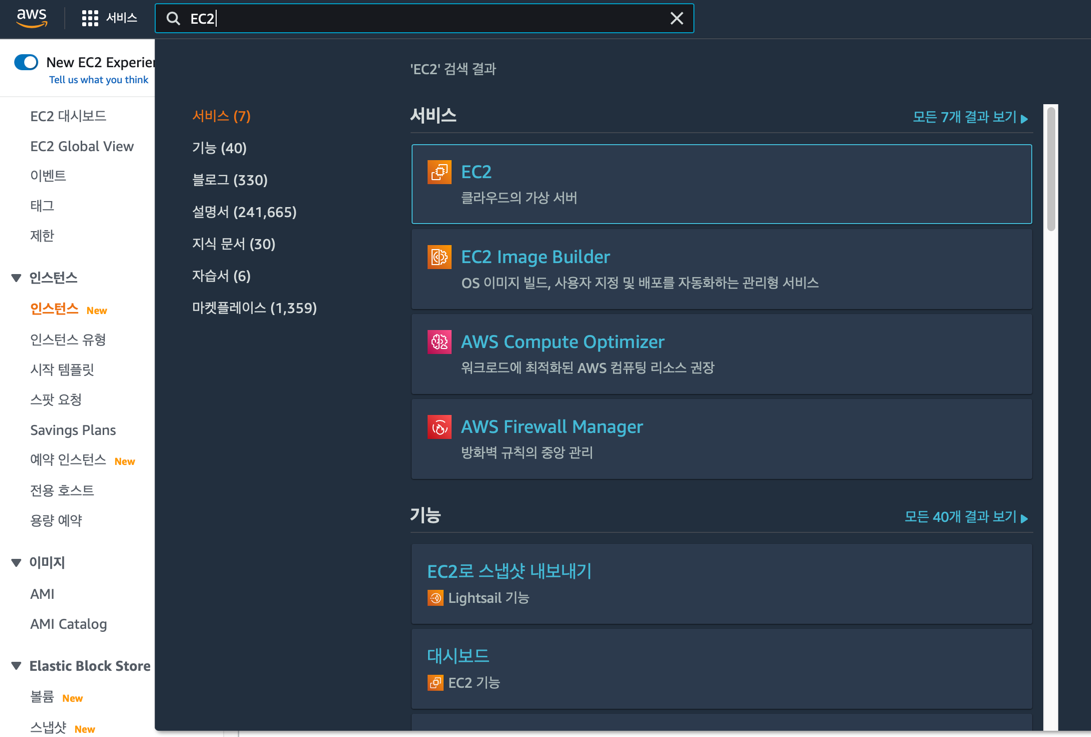 aws
서비스
EC2
New EC2 Experien
Tell us what you think
EC2 대시보드
EC2 Global View
이벤트
태그
제한
인스턴스
인스턴스 New
인스턴스 유형
시작 템플릿
스팟 요청
Savings Plans
예약 인스턴스 New
전용 호스트
용량 예약
이미지
AMI
AMI Catalog
Elastic Block Store
볼륨 New
스냅샷 New
'EC2' 검색 결과
서비스 (7)
기능 (40)
블로그 (330)
설명서 (241,665)
지식 문서 (30)
자습서 (6)
마켓플레이스 (1,359)
서비스
모든 7개 결과 보기
EC2
클라우드의 가상 서버
EC2 Image Builder
OS 이미지 빌드, 사용자 지정 및 배포를 자동화하는 관리형 서비스
AWS Compute Optimizer
워크로드에 최적화된 AWS 컴퓨팅 리소스 권장
AWS Firewall Manager
방화벽 규칙의 중앙 관리
기능
모든 40개 결과 보기
EC2로 스냅샷 내보내기
Lightsail 기능
대시보드
EC2 기능